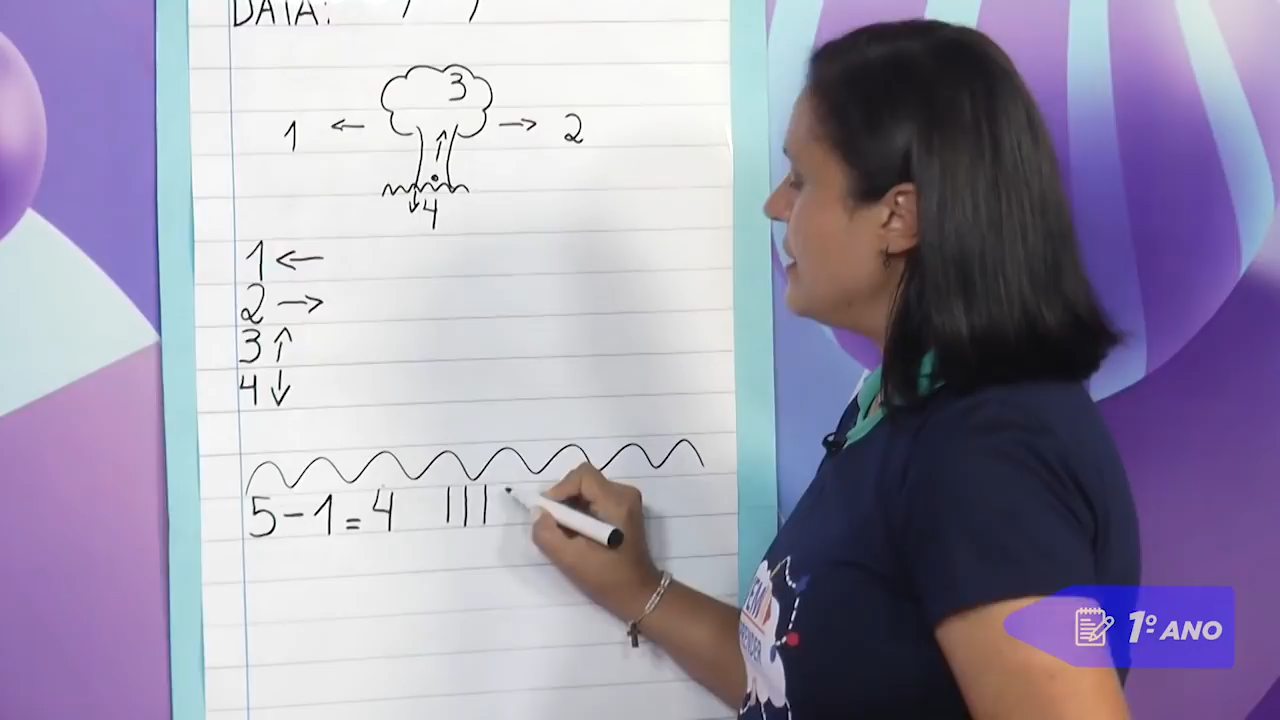 DATA: / /
3
1 ← → 2
↑
↓ 4
1 ←
2 →
3 ↑
4 ↓
5 - 1 = 4 |||
1º ANO